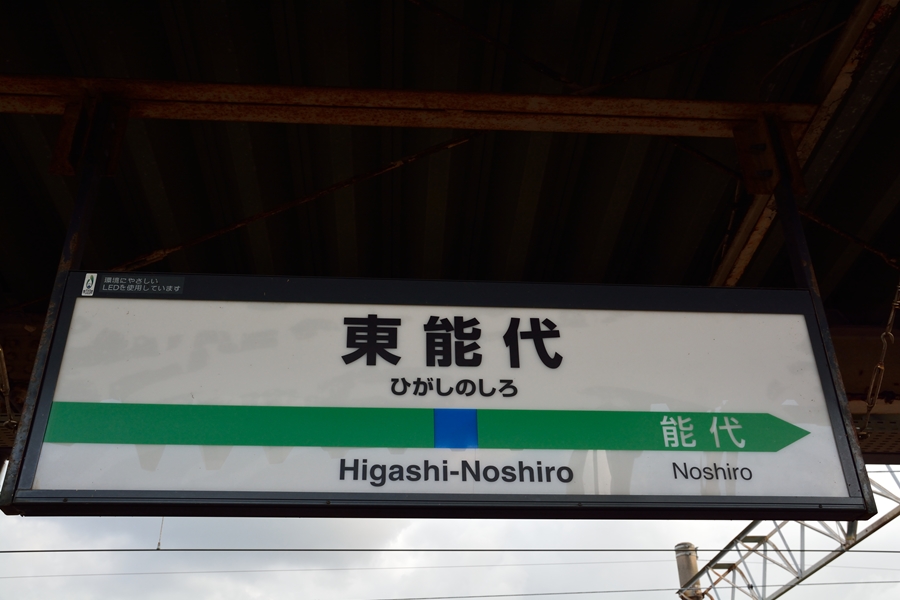 環境にやさしい
LEDを使用しています
東能代
ひがしのしろ
能代
Higashi-Noshiro
Noshiro